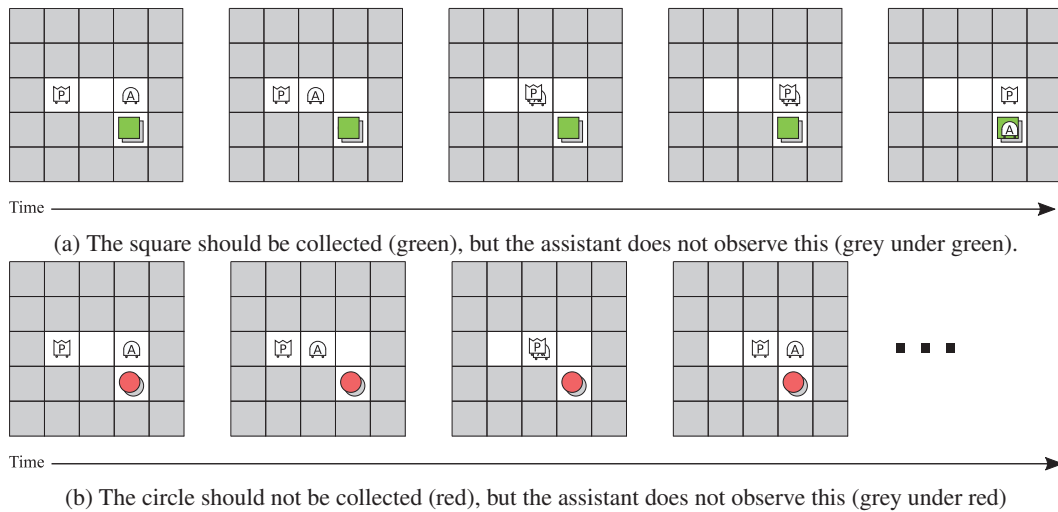 P A P A P P P A
Time
(a) The square should be collected (green), but the assistant does not observe this (grey under green).
P A P A P P A
Time
(b) The circle should not be collected (red), but the assistant does not observe this (grey under red)